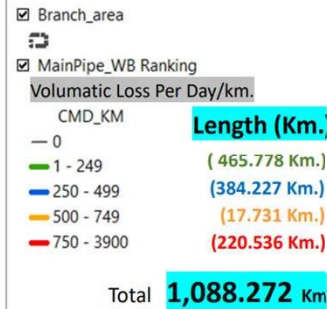 Branch_area
MainPipe_WB Ranking
Volumatic Loss Per Day/km.
CMD_KM Length (Km.)
0
1 - 249 ( 465.778 Km.)
250 - 499 (384.227 Km.)
500 - 749 (17.731 Km.)
750 - 3900 (220.536 Km.)
Total 1,088.272 Km